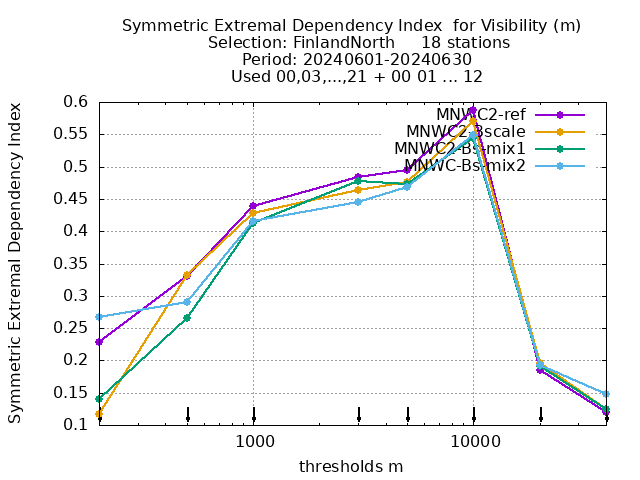 Symmetric Extremal Dependency Index  for Visibility (m)
Selection: FinlandNorth     18 stations
Period: 20240601-20240630
Used 00,03,...,21 + 00 01 ... 12
Symmetric Extremal Dependency Index
0.6
0.55
0.5
0.45
0.4
0.35
0.3
0.25
0.2
0.15
0.1
MNWC2-ref
MNWC2-Bscale
MNWC2-Bs-mix1
MNWC-Bs-mix2
1000
10000
thresholds m